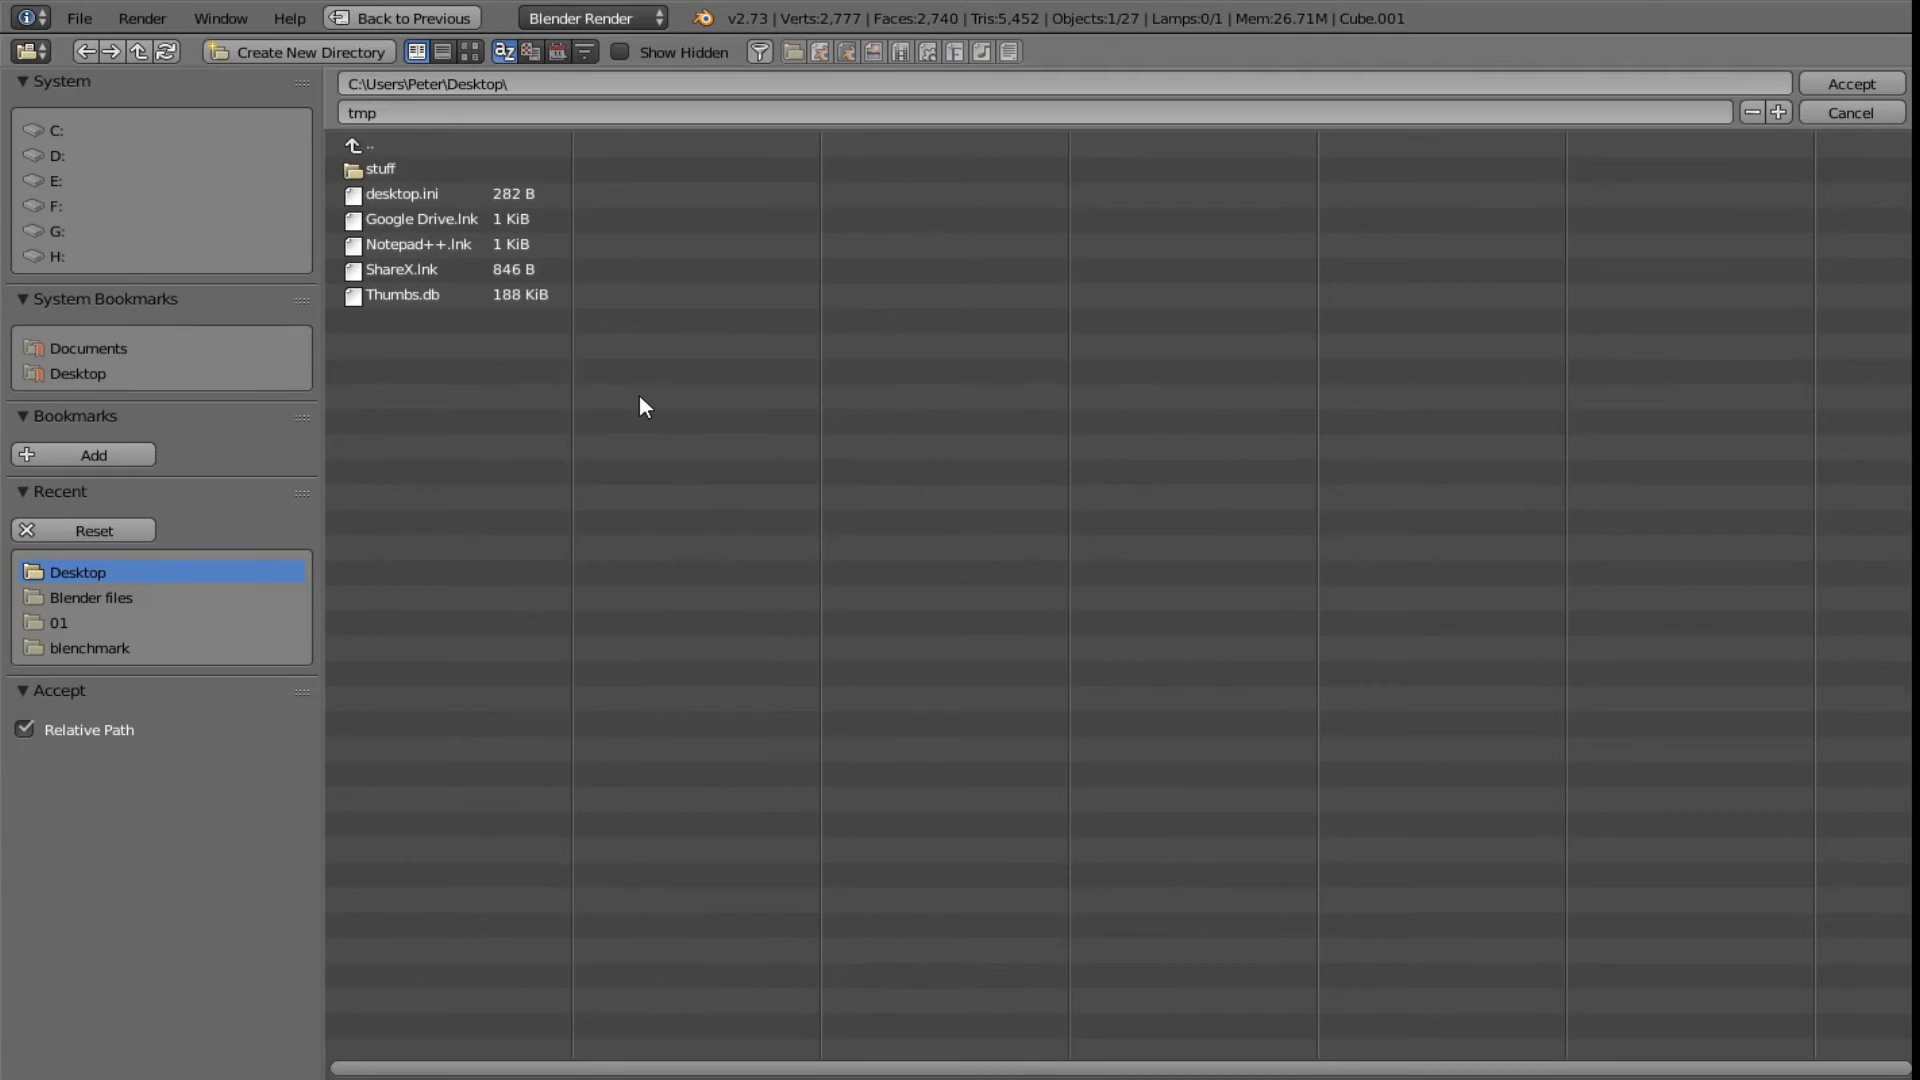 File Render Window Help Back to Previous Blender Render v2.73 | Verts:2,777 | Faces:2,740 | Tris:5,452 | Objects:1/27 | Lamps:0/1 | Mem:26.71M | Cube.001
Create New Directory Show Hidden
System
C:
D:
E:
F:
G:
H:
System Bookmarks
Documents
Desktop
Bookmarks
Add
Recent
Reset
Desktop
Blender files
01
blenchmark
Accept
Relative Path
C:\Users\Peter\Desktop\ Accept
tmp Cancel
..
stuff
desktop.ini 282 B
Google Drive.lnk 1 KiB
Notepad++.lnk 1 KiB
ShareX.lnk 846 B
Thumbs.db 188 KiB